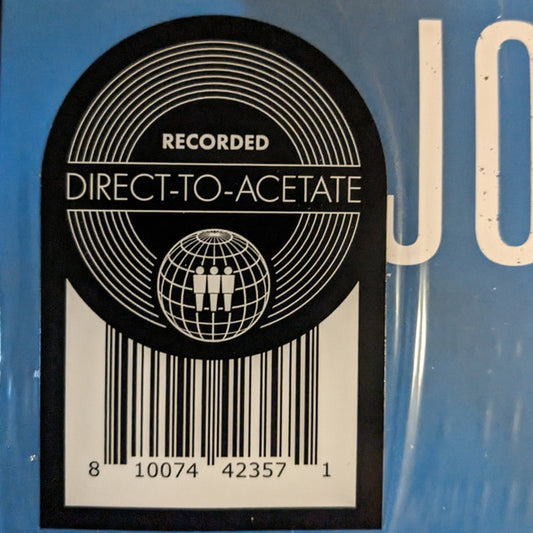 RECORDED
DIRECT-TO-ACETATE
JO
8 10074 42357 1